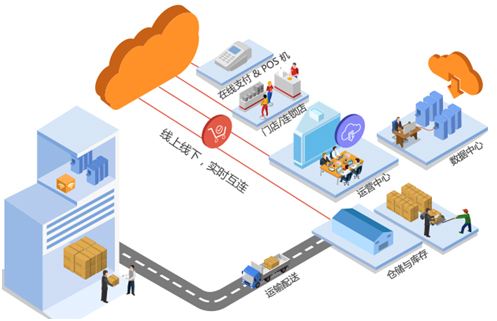 在线支付 & POS 机
门店/连锁店
线上线下：实时互连
运营中心
数据中心
仓储与库存
运输配送